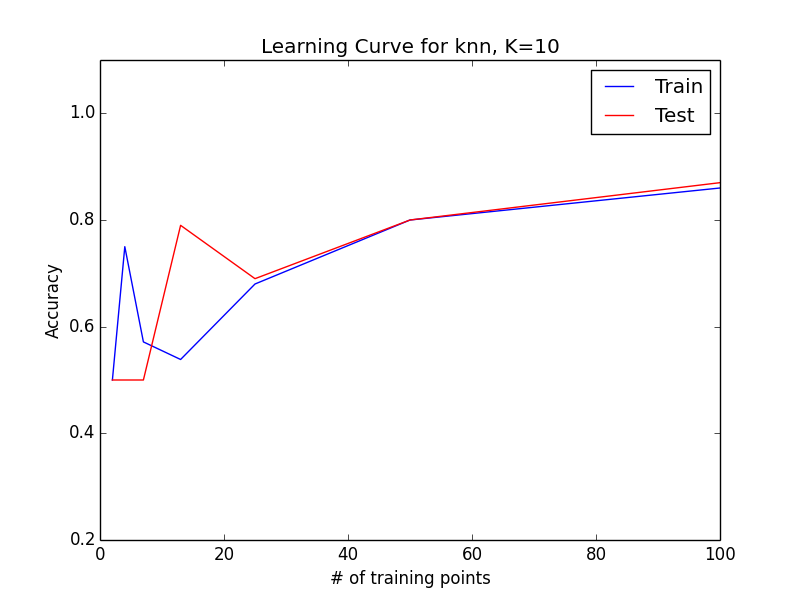 Learning Curve for knn, K=10
Train
Test
Accuracy
1.0
0.8
0.6
0.4
0.2
0
20
40
60
80
100
# of training points